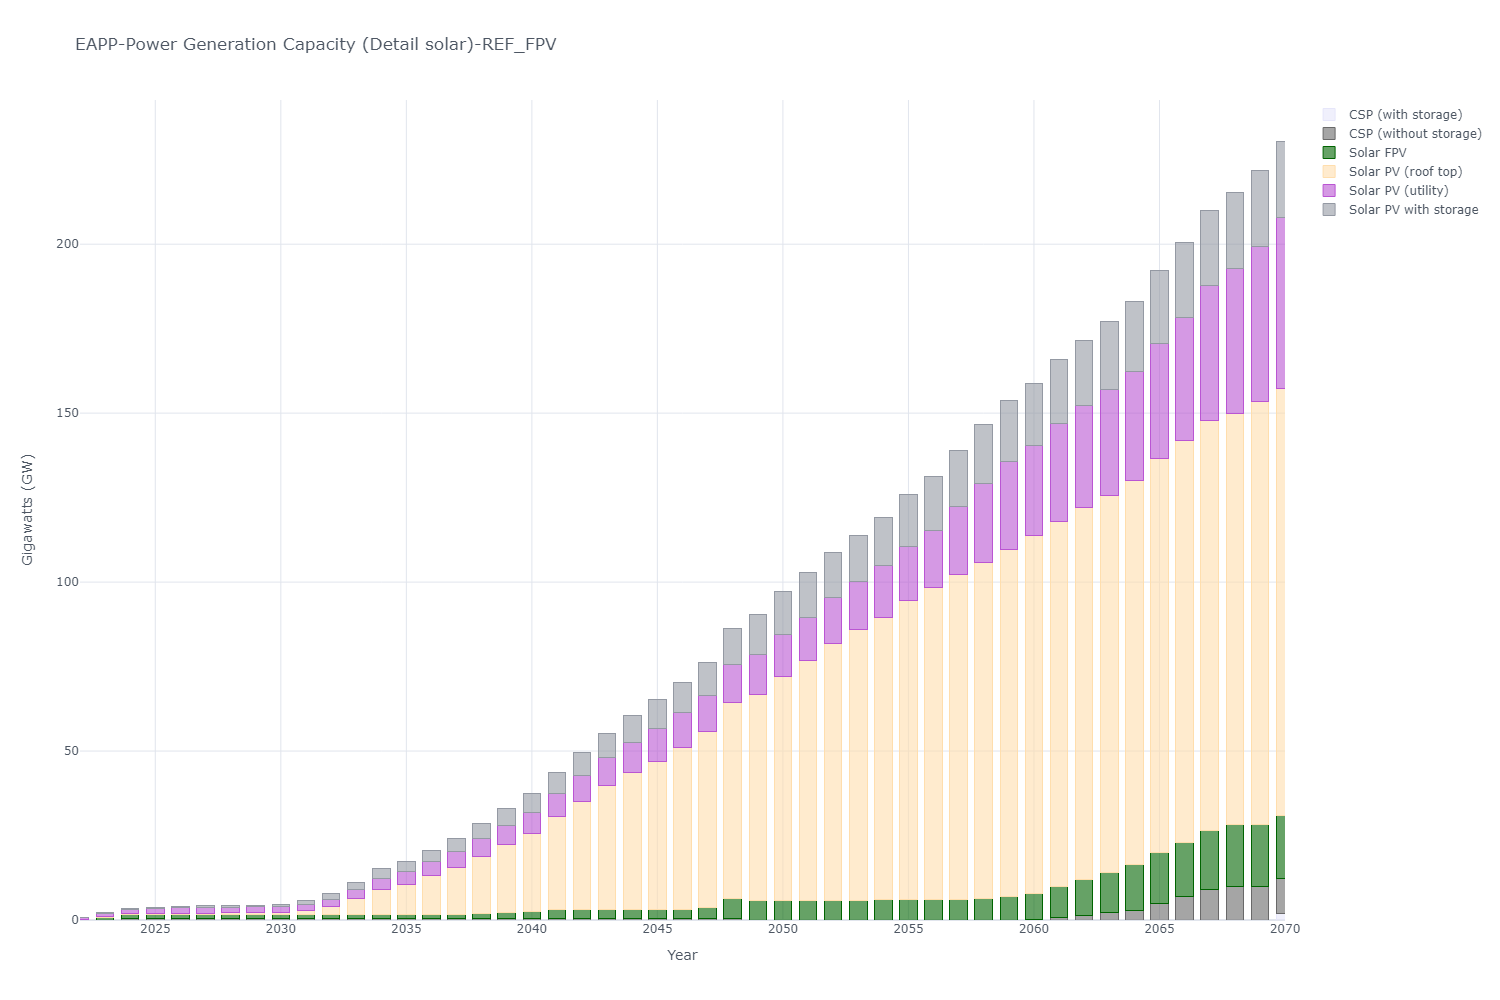 EAPP-Power Generation Capacity (Detail solar)-REF_FPV
CSP (with storage)
CSP (without storage)
Solar FPV
Solar PV (roof top)
Solar PV (utility)
Solar PV with storage
200
150
100
50
0
Gigawatts (GW)
2025 2030 2035 2040 2045 2050 2055 2060 2065 2070
Year